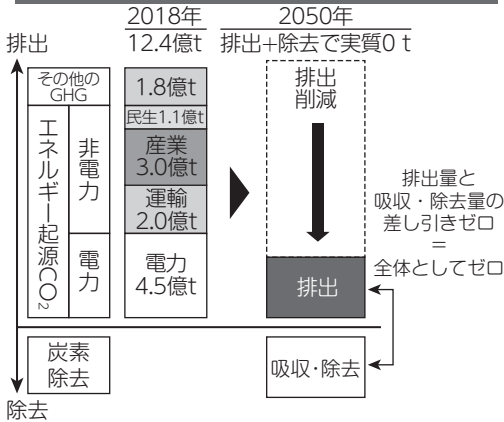 2018年
12.4億t
2050年
排出+除去で実質0 t
排出
その他の
GHG
エネルギー起源CO₂
非電力
電力
1.8億t
民生1.1億t
産業
3.0億t
運輸
2.0億t
電力
4.5億t
排出
削減
排出
排出量と
吸収・除去量の
差し引きゼロ
=
全体としてゼロ
炭素
除去
吸収・除去
除去